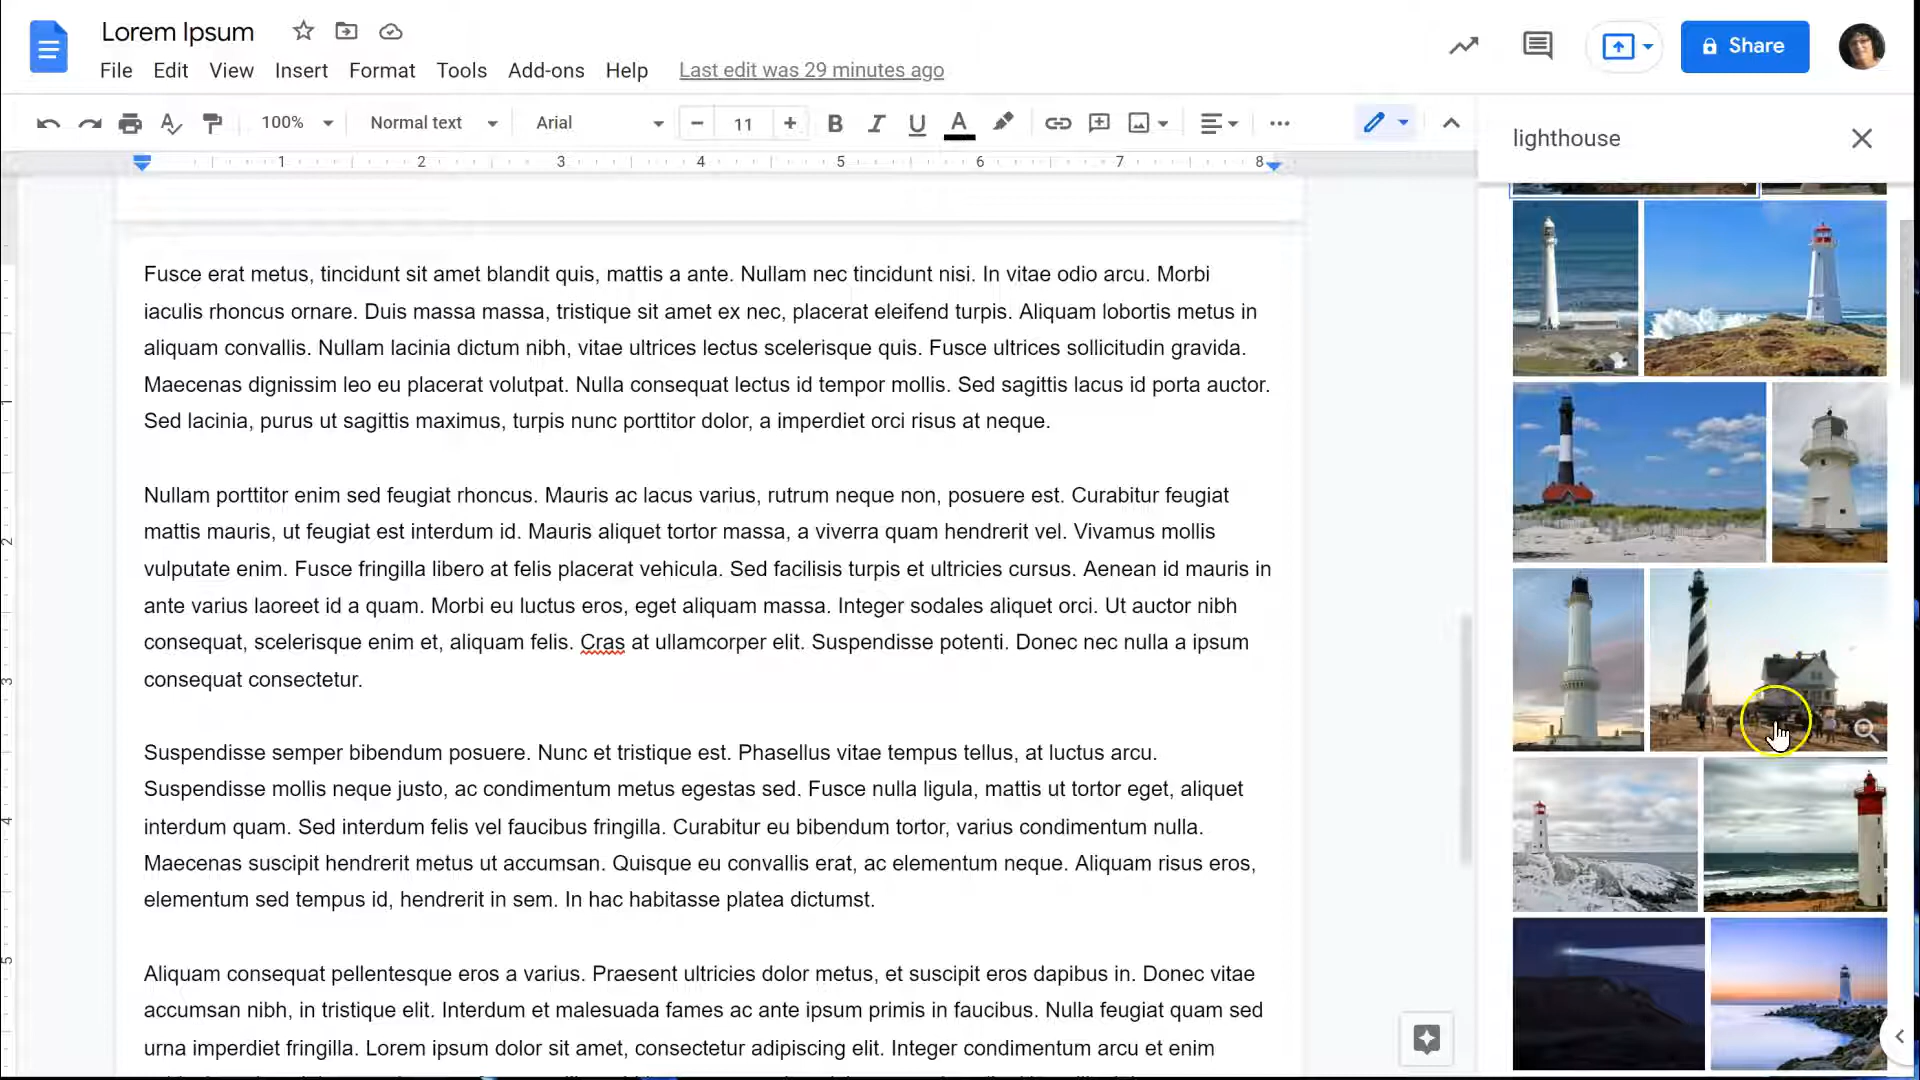 Lorem Ipsum
File Edit View Insert Format Tools Add-ons Help Last edit was 29 minutes ago
Share
100% Normal text Arial 11 B I U A
lighthouse
1 2 3 4 5 6 7 8
Fusce erat metus, tincidunt sit amet blandit quis, mattis a ante. Nullam nec tincidunt nisi. In vitae odio arcu. Morbi
iaculis rhoncus ornare. Duis massa massa, tristique sit amet ex nec, placerat eleifend turpis. Aliquam lobortis metus in
aliquam convallis. Nullam lacinia dictum nibh, vitae ultrices lectus scelerisque quis. Fusce ultrices sollicitudin gravida.
Maecenas dignissim leo eu placerat volutpat. Nulla consequat lectus id tempor mollis. Sed sagittis lacus id porta auctor.
Sed lacinia, purus ut sagittis maximus, turpis nunc porttitor dolor, a imperdiet orci risus at neque.
Nullam porttitor enim sed feugiat rhoncus. Mauris ac lacus varius, rutrum neque non, posuere est. Curabitur feugiat
mattis mauris, ut feugiat est interdum id. Mauris aliquet tortor massa, a viverra quam hendrerit vel. Vivamus mollis
vulputate enim. Fusce fringilla libero at felis placerat vehicula. Sed facilisis turpis et ultricies cursus. Aenean id mauris in
ante varius laoreet id a quam. Morbi eu luctus eros, eget aliquam massa. Integer sodales aliquet orci. Ut auctor nibh
consequat, scelerisque enim et, aliquam felis. Cras at ullamcorper elit. Suspendisse potenti. Donec nec nulla a ipsum
consequat consectetur.
Suspendisse semper bibendum posuere. Nunc et tristique est. Phasellus vitae tempus tellus, at luctus arcu.
Suspendisse mollis neque justo, ac condimentum metus egestas sed. Fusce nulla ligula, mattis ut tortor eget, aliquet
interdum quam. Sed interdum felis vel faucibus fringilla. Curabitur eu bibendum tortor, varius condimentum nulla.
Maecenas suscipit hendrerit metus ut accumsan. Quisque eu convallis erat, ac elementum neque. Aliquam risus eros,
elementum sed tempus id, hendrerit in sem. In hac habitasse platea dictumst.
Aliquam consequat pellentesque eros a varius. Praesent ultricies dolor metus, et suscipit eros dapibus in. Donec vitae
accumsan nibh, in tristique elit. Interdum et malesuada fames ac ante ipsum primis in faucibus. Nulla feugiat quam sed
urna imperdiet fringilla. Lorem ipsum dolor sit amet, consectetur adipiscing elit. Integer condimentum arcu et enim
1
2
3
4
5